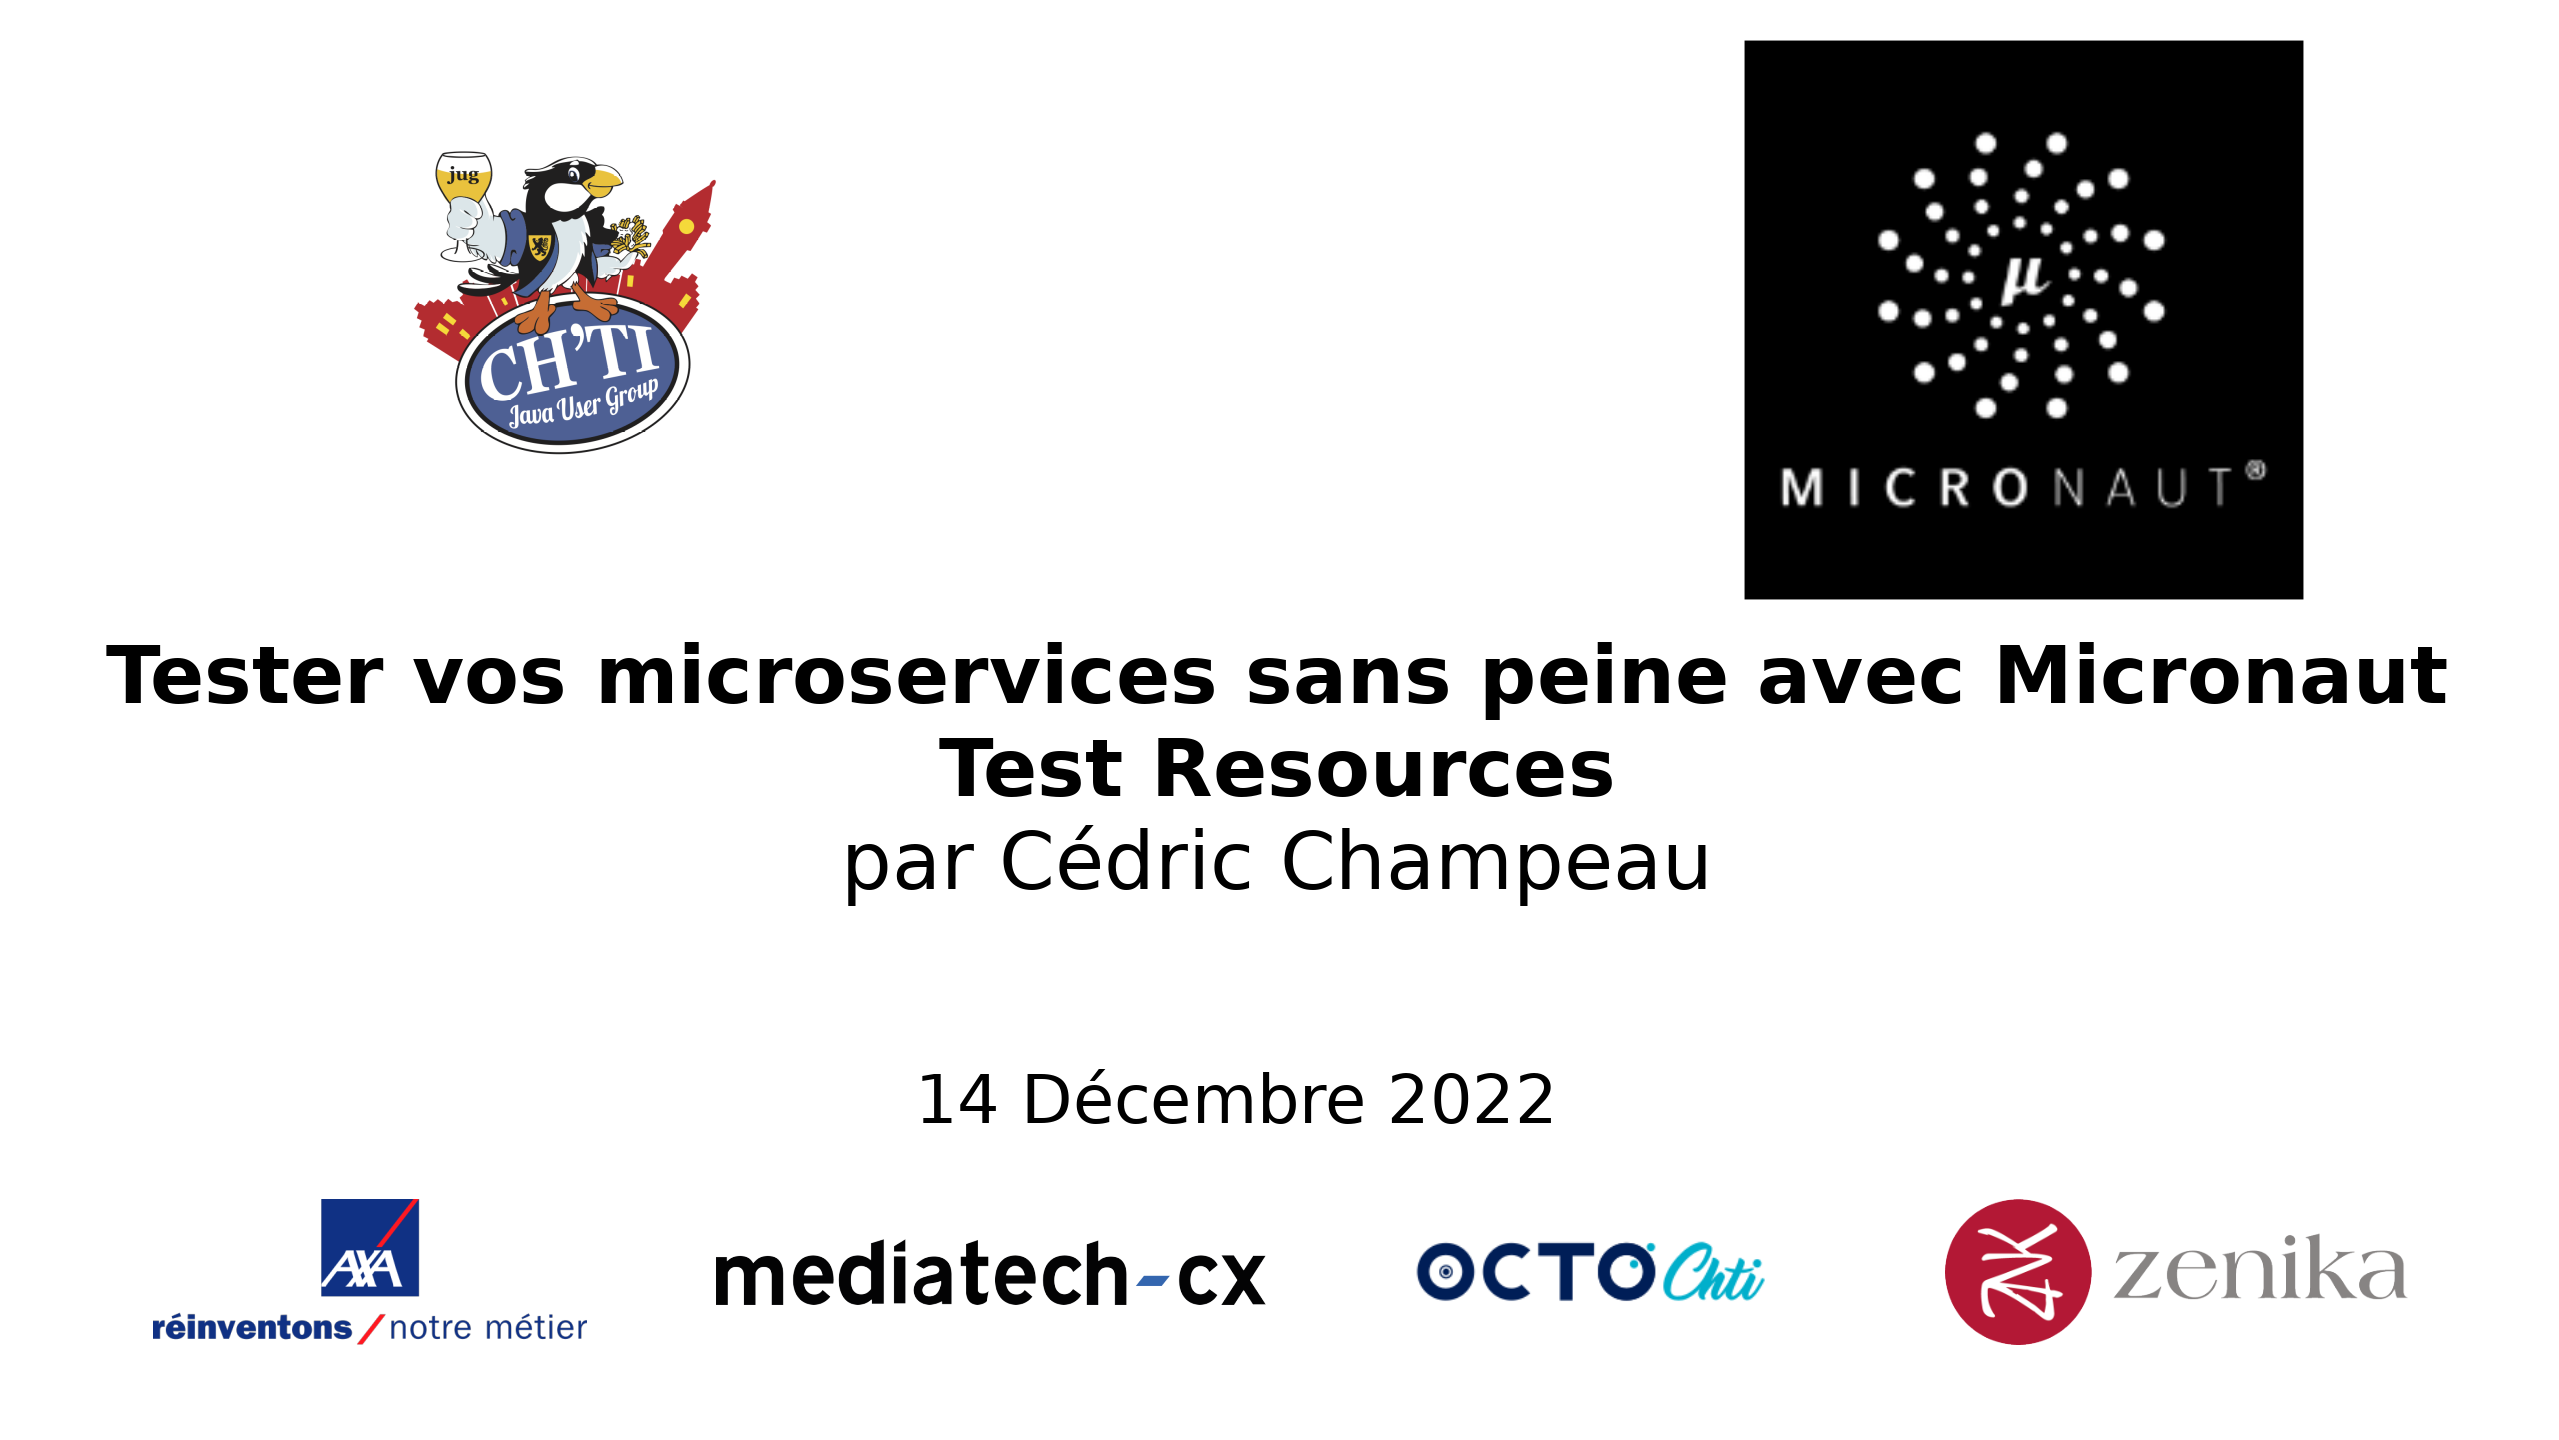 jug
CH'TI
Java User Group
µ
MICRONAUT®
Tester vos microservices sans peine avec Micronaut
Test Resources
par Cédric Champeau
14 Décembre 2022
AXA
réinventons / notre métier
mediatech-cx
OCTO Chti
zenika